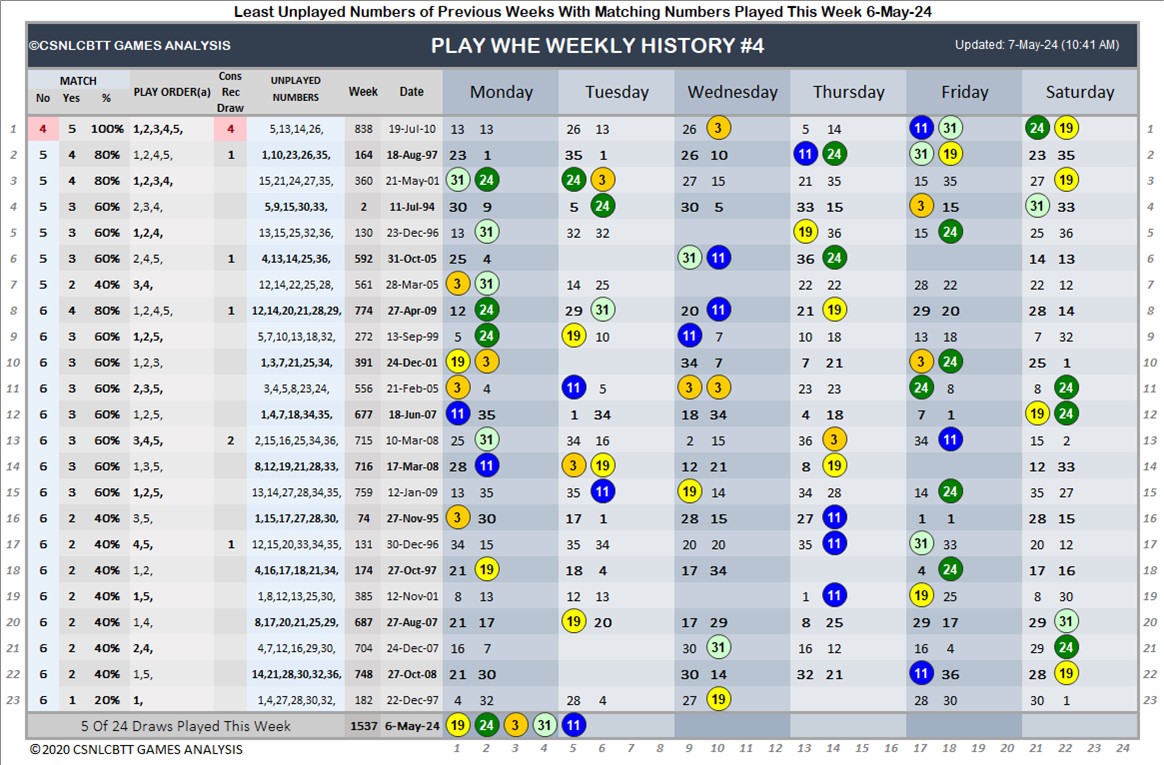 Least Unplayed Numbers of Previous Weeks With Matching Numbers Played This Week 6-May-24
©CSNLCBTT GAMES ANALYSIS PLAY WHE WEEKLY HISTORY #4 Updated: 7-May-24 (10:41 AM)
MATCH Cons
No Yes % PLAY ORDER(a) Rec UNPLAYED Week Date Monday Tuesday Wednesday Thursday Friday Saturday
Draw NUMBERS
1 4 5 100% 1,2,3,4,5, 4 5,13,14,26, 838 19-Jul-10 13 13 26 13 26 3 5 14 11 31 24 19 1
2 5 4 80% 1,2,4,5, 1 1,10,23,26,35, 164 18-Aug-97 23 1 35 1 26 10 11 24 31 19 23 35 2
3 5 4 80% 1,2,3,4, 15,21,24,27,35, 360 21-May-01 31 24 24 3 27 15 21 35 15 35 27 19 3
4 5 3 60% 2,3,4, 5,9,15,30,33, 2 11-Jul-94 30 9 5 24 30 5 33 15 3 15 31 33 4
5 5 3 60% 1,2,4, 13,15,25,32,36, 130 23-Dec-96 13 31 32 32 19 36 15 24 25 36 5
6 5 3 60% 2,4,5, 1 4,13,14,25,36, 592 31-Oct-05 25 4 31 11 36 24 14 13 6
7 5 2 40% 3,4, 12,14,22,25,28, 561 28-Mar-05 3 31 14 25 22 22 28 22 22 12 7
8 6 4 80% 1,2,4,5, 1 12,14,20,21,28,29, 774 27-Apr-09 12 24 29 31 20 11 21 19 29 20 28 14 8
9 6 3 60% 1,2,5, 5,7,10,13,18,32, 272 13-Sep-99 5 24 19 10 11 7 10 18 13 18 7 32 9
10 6 3 60% 1,2,3, 1,3,7,21,25,34, 391 24-Dec-01 19 3 34 7 7 21 3 24 25 1 10
11 6 3 60% 2,3,5, 3,4,5,8,23,24, 556 21-Feb-05 3 4 11 5 3 3 23 23 24 8 8 24 11
12 6 3 60% 1,2,5, 1,4,7,18,34,35, 677 18-Jun-07 11 35 1 34 18 34 4 18 7 1 19 24 12
13 6 3 60% 3,4,5, 2 2,15,16,25,34,36, 715 10-Mar-08 25 31 34 16 2 15 36 3 34 11 15 2 13
14 6 3 60% 1,3,5, 8,12,19,21,28,33, 716 17-Mar-08 28 11 3 19 12 21 8 19 12 33 14
15 6 3 60% 1,2,5, 13,14,27,28,34,35, 759 12-Jan-09 13 35 35 11 19 14 34 28 14 24 35 27 15
16 6 2 40% 3,5, 1,15,17,27,28,30, 74 27-Nov-95 3 30 17 1 28 15 27 11 1 1 28 15 16
17 6 2 40% 4,5, 1 12,15,20,33,34,35, 131 30-Dec-96 34 15 35 34 20 20 35 11 31 33 20 12 17
18 6 2 40% 1,2, 4,16,17,18,21,34, 174 27-Oct-97 21 19 18 4 17 34 4 24 17 16 18
19 6 2 40% 1,5, 1,8,12,13,25,30, 385 12-Nov-01 8 13 12 13 1 11 19 25 8 30 19
20 6 2 40% 1,4, 8,17,20,21,25,29, 687 27-Aug-07 21 17 19 20 17 29 8 25 29 17 29 31 20
21 6 2 40% 2,4, 4,7,12,16,29,30, 704 24-Dec-07 16 7 30 31 16 12 16 4 29 24 21
22 6 2 40% 1,5, 14,21,28,30,32,36, 748 27-Oct-08 21 30 30 14 32 21 11 36 28 19 22
23 6 1 20% 1, 1,4,27,28,30,32, 182 22-Dec-97 4 32 28 4 27 19 28 30 30 1 23
5 Of 24 Draws Played This Week 1537 6-May-24 19 24 3 31 11
©2020 CSNLCBTT GAMES ANALYSIS 1 2 3 4 5 6 7 8 9 10 11 12 13 14 15 16 17 18 19 20 21 22 23 24